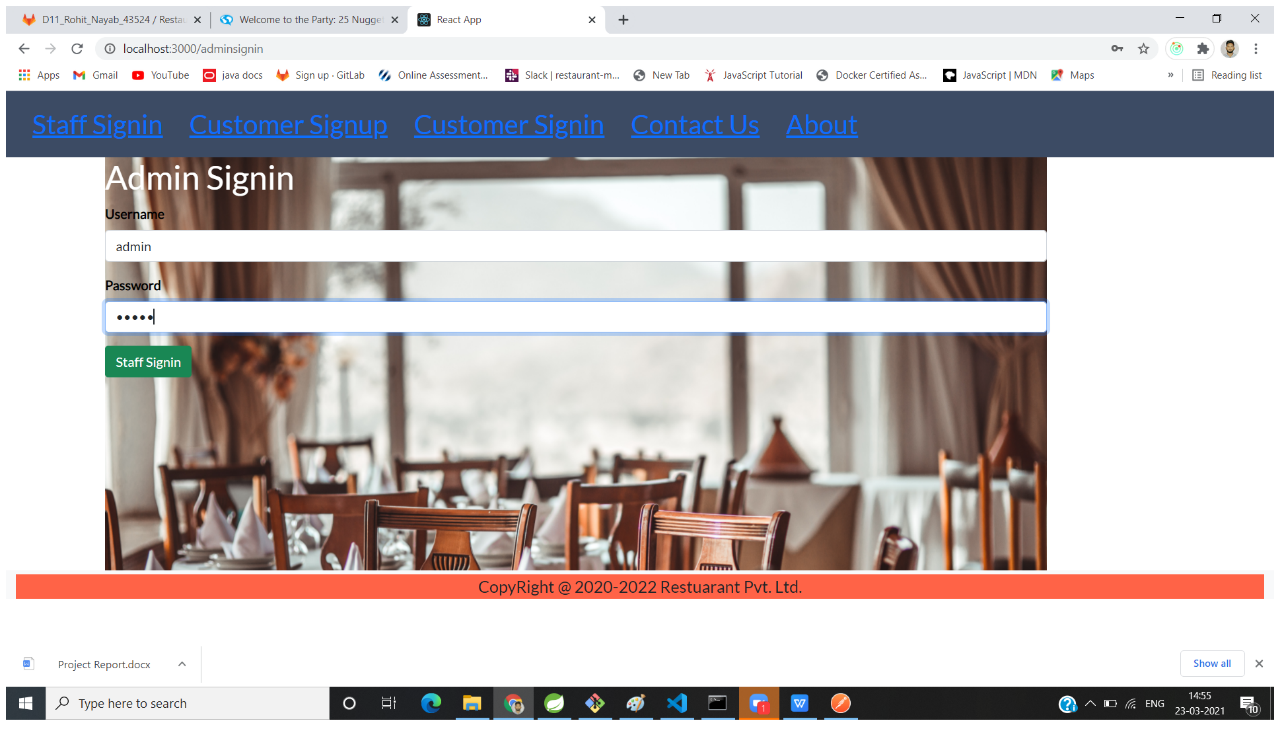 D11_Rohit_Nayab_43524 / Restau
Welcome to the Party: 25 Nugget
React App
localhost:3000/adminsignin
Apps
Gmail
YouTube
java docs
Sign up · GitLab
Online Assessment...
Slack | restaurant-m...
New Tab
JavaScript Tutorial
Docker Certified As...
JavaScript | MDN
Maps
»
Reading list
Staff Signin
Customer Signup
Customer Signin
Contact Us
About
Admin Signin
Username
admin
Password
•••••
Staff Signin
CopyRight @ 2020-2022 Restuarant Pvt. Ltd.
Project Report.docx
Show all
Type here to search
ENG
14:55
23-03-2021
10